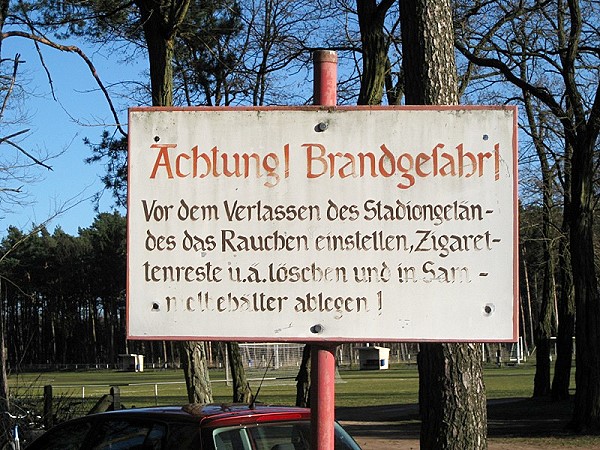 Achtung! Brandgefahr!
Vor dem Verlassen des Stadiongelän-
des das Rauchen einstellen, Zigaret-
tenreste u.ä. löschen und in Sam-
melbehälter ablegen!